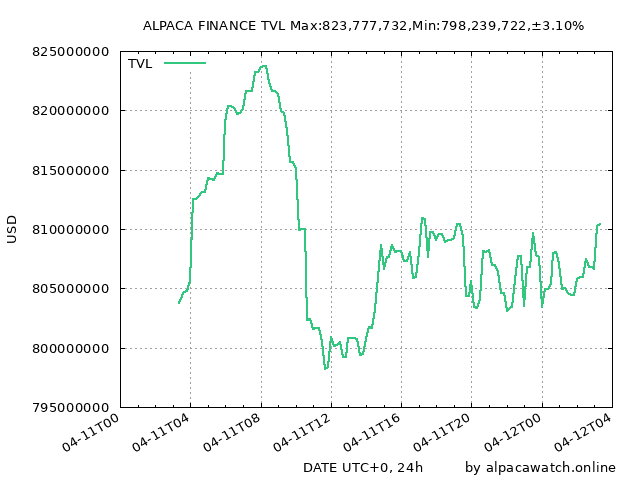 ALPACA FINANCE TVL Max:823,777,732,Min:798,239,722,±3.10%
TVL
825000000
820000000
815000000
810000000
805000000
800000000
795000000
USD
04-11T00
04-11T04
04-11T08
04-11T12
04-11T16
04-11T20
04-12T00
04-12T04
DATE UTC+0, 24h
by alpacawatch.online